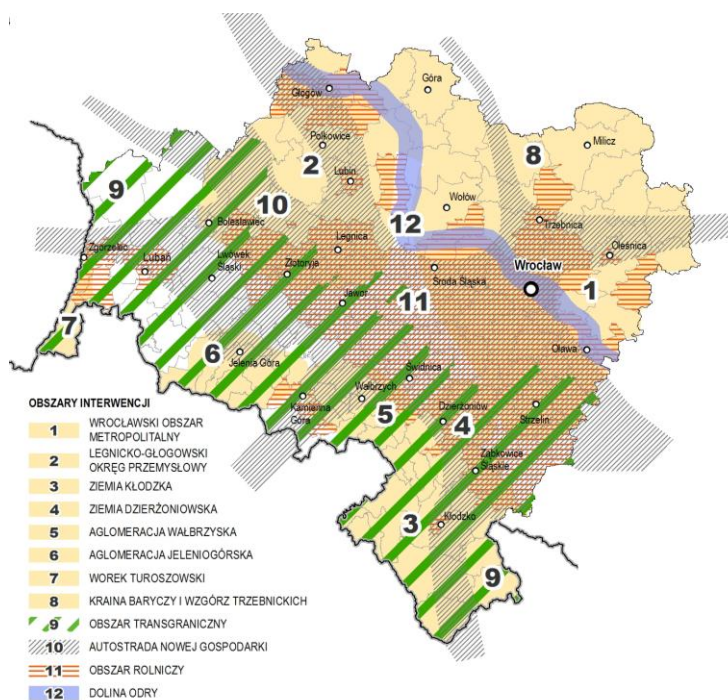 Głogów
Góra
Polkowice
2
Lubin
8
Milicz
9
10
Wołów
12
Trzebnica
Bolesławiec
Legnica
Oleśnica
Zgorzelec
Lubań
Lwówek
Śląski
Złotoryja
Środa Śląska
Wrocław
1
11
Jawor
7
6
Jelenia Góra
Oława
Świdnica
Wałbrzych
Kamienna
Góra
5
Dzierżoniów
4
Strzelin
Ząbkowice
Śląskie
3
Kłodzko
9
OBSZARY INTERWENCJI
1 WROCŁAWSKI OBSZAR
METROPOLITALNY
2 LEGNICKO-GŁOGOWSKI
OKRĘG PRZEMYSŁOWY
3 ZIEMIA KŁODZKA
4 ZIEMIA DZIERŻONIOWSKA
5 AGLOMERACJA WAŁBRZYSKA
6 AGLOMERACJA JELENIOGÓRSKA
7 WOREK TUROSZOWSKI
8 KRAINA BARYCZY I WZGÓRZ TRZEBNICKICH
9 OBSZAR TRANSGRANICZNY
10 AUTOSTRADA NOWEJ GOSPODARKI
11 OBSZAR ROLNICZY
12 DOLINA ODRY